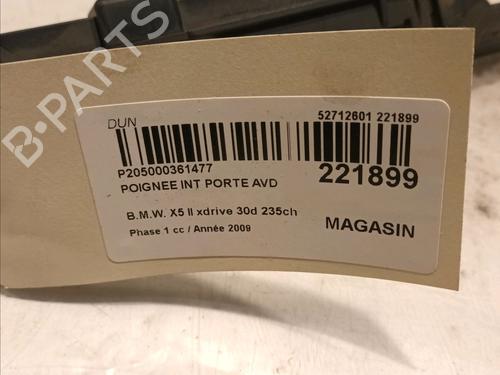 DUN
52712601 221899
P205000361477
POIGNEE INT PORTE AVD
221899
B.M.W. X5 II xdrive 30d 235ch
Phase 1 cc / Année 2009
MAGASIN